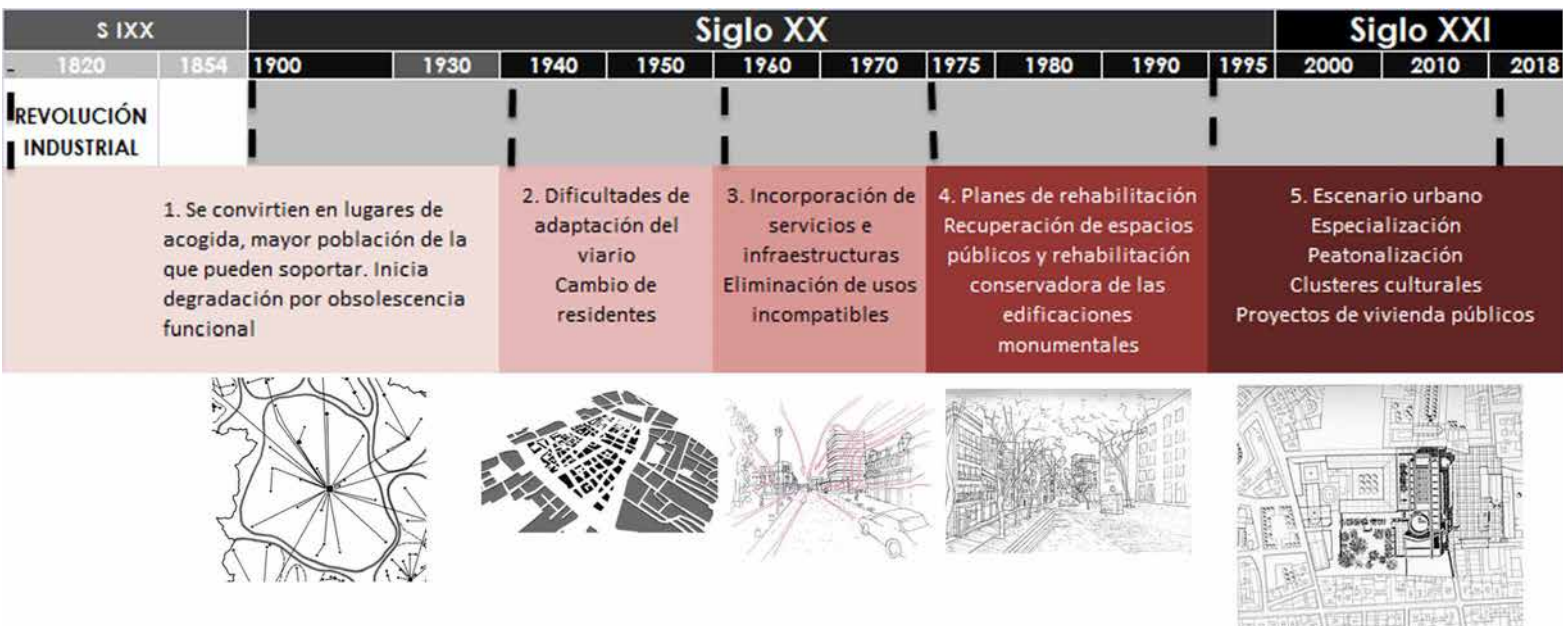 S IXX
Siglo XX
Siglo XXI
1820 1854 1900 1930 1940 1950 1960 1970 1975 1980 1990 1995 2000 2010 2018
REVOLUCIÓN
INDUSTRIAL
1. Se convirtien en lugares de
acogida, mayor población de la
que pueden soportar. Inicia
degradación por obsolescencia
funcional
2. Dificultades de
adaptación del
viario
Cambio de
residentes
3. Incorporación de
servicios e
infraestructuras
Eliminación de usos
incompatibles
4. Planes de rehabilitación
Recuperación de espacios
públicos y rehabilitación
conservadora de las
edificaciones
monumentales
5. Escenario urbano
Especialización
Peatonalización
Clusteres culturales
Proyectos de vivienda públicos